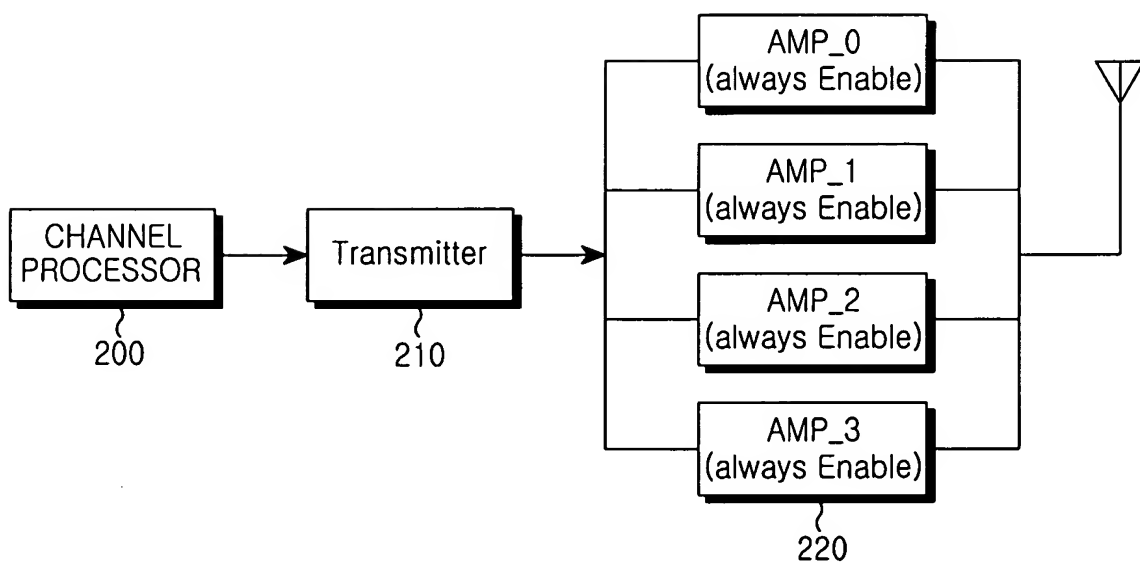 CHANNEL
PROCESSOR
200
Transmitter
210
AMP_0
(always Enable)
AMP_1
(always Enable)
AMP_2
(always Enable)
AMP_3
(always Enable)
220